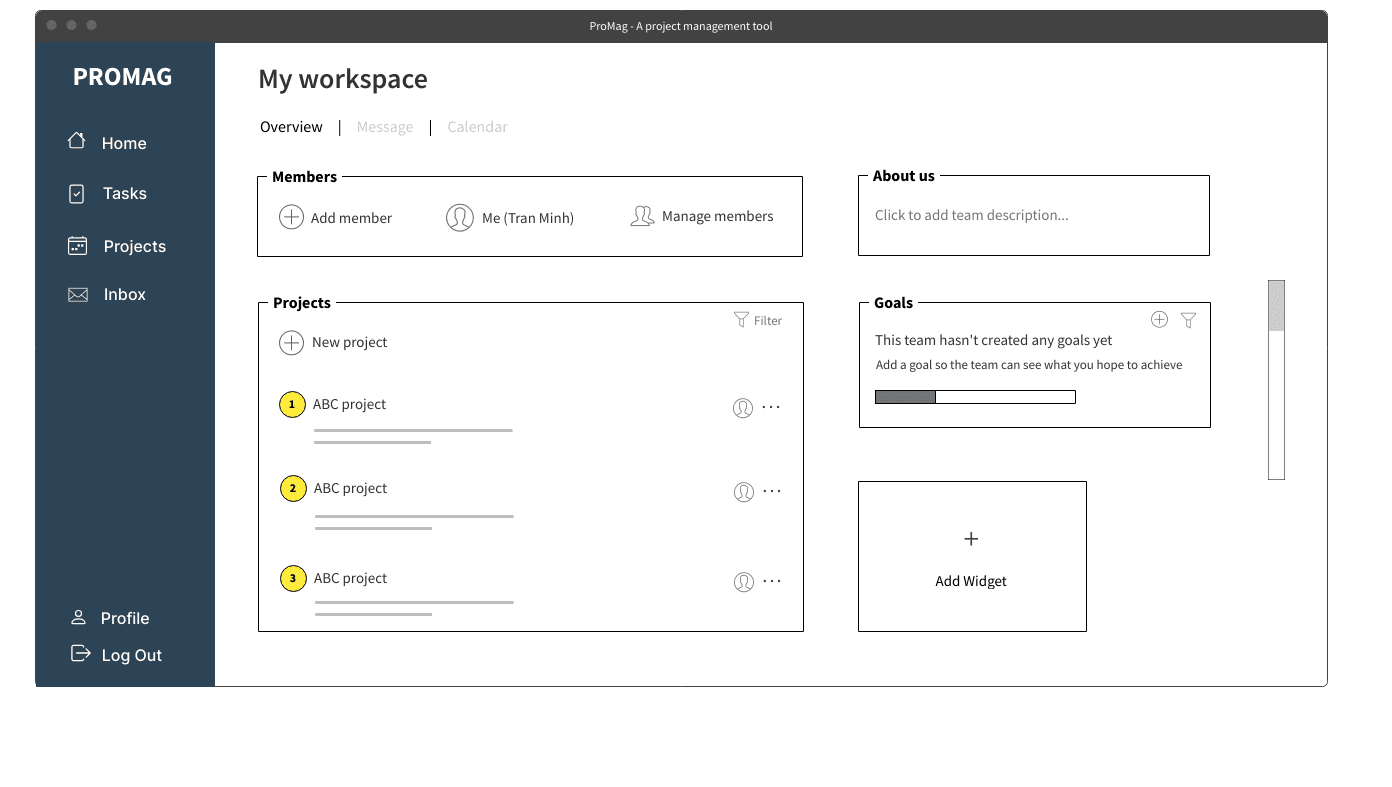 ProMag - A project management tool
PROMAG
Home
Tasks
Projects
Inbox
Profile
Log Out
My workspace
Overview | Message | Calendar
Members
Add member
Me (Tran Minh)
Manage members
About us
Click to add team description...
Projects
Filter
New project
1 ABC project
2 ABC project
3 ABC project
Goals
This team hasn't created any goals yet
Add a goal so the team can see what you hope to achieve
Add Widget